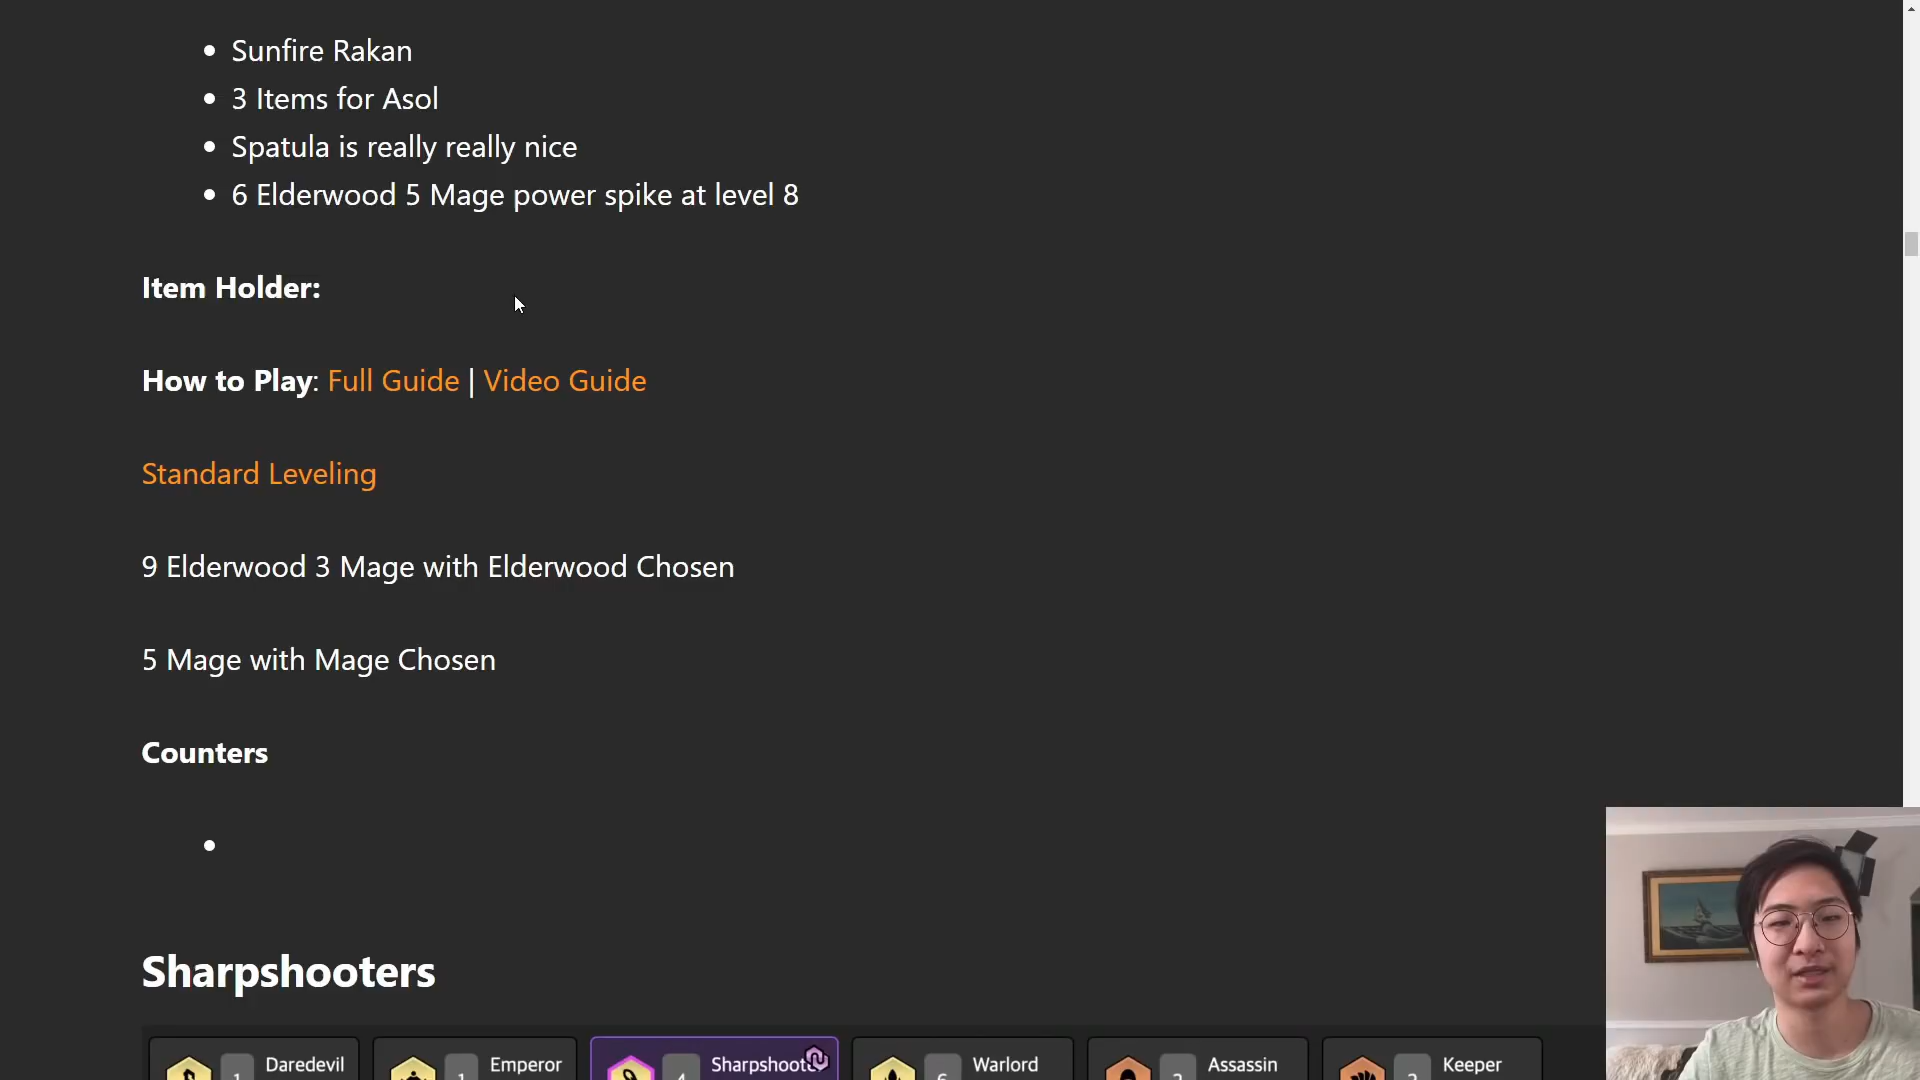 Sunfire Rakan
3 Items for Asol
Spatula is really really nice
6 Elderwood 5 Mage power spike at level 8
Item Holder:
How to Play: Full Guide | Video Guide
Standard Leveling
9 Elderwood 3 Mage with Elderwood Chosen
5 Mage with Mage Chosen
Counters
Sharpshooters
Daredevil Emperor Sharpshoot Warlord Assassin Keeper